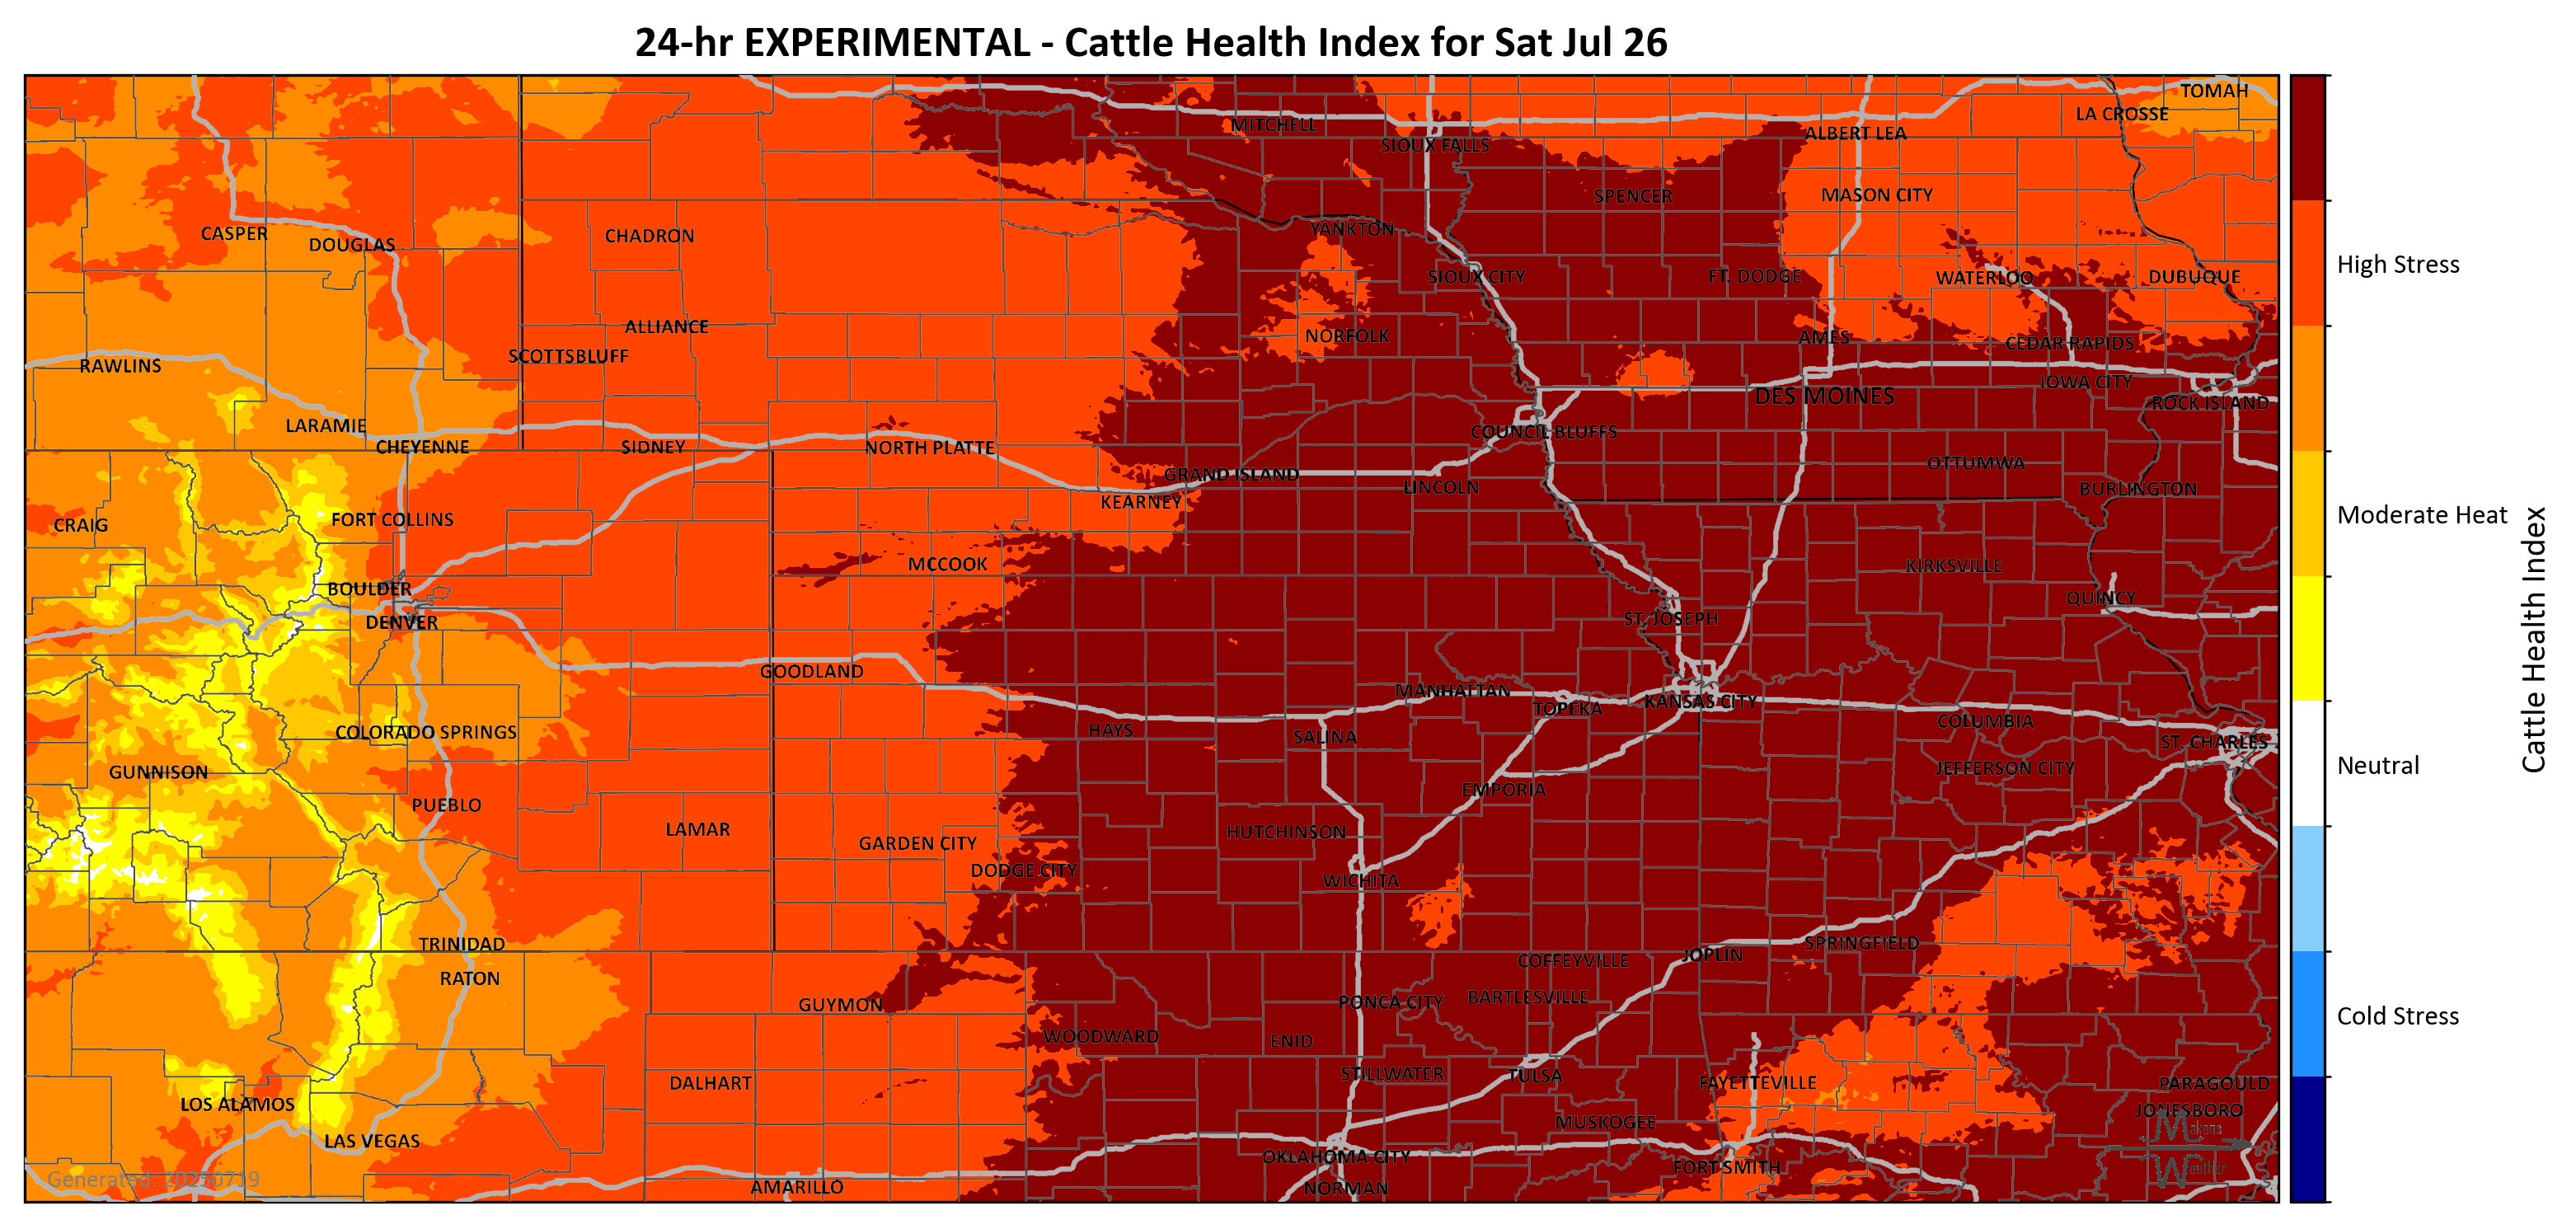 24-hr EXPERIMENTAL - Cattle Health Index for Sat Jul 26
TOMAH
LA CROSSE
MITCHELL
ALBERT LEA
SIOUX FALLS
SPENCER
MASON CITY
CASPER
DOUGLAS
CHADRON
YANKTON
SIOUX CITY
FT. DODGE
WATERLOO
DUBUQUE
High Stress
ALLIANCE
NORFOLK
AMES
CEDAR RAPIDS
SCOTTSBLUFF
RAWLINS
IOWA CITY
DES MOINES
ROCK ISLAND
LARAMIE
CHEYENNE
SIDNEY
NORTH PLATTE
COUNCIL BLUFFS
GRAND ISLAND
OTTUMWA
LINCOLN
BURLINGTON
KEARNEY
Moderate Heat
CRAIG
FORT COLLINS
MCCOOK
KIRKSVILLE
BOULDER
QUINCY
DENVER
ST. JOSEPH
Cattle Health Index
GOODLAND
MANHATTAN
TOPEKA
KANSAS CITY
COLUMBIA
COLORADO SPRINGS
HAYS
SALINA
ST. CHARLES
GUNNISON
JEFFERSON CITY
Neutral
PUEBLO
EMPORIA
LAMAR
HUTCHINSON
GARDEN CITY
DODGE CITY
WICHITA
TRINIDAD
SPRINGFIELD
JOPLIN
COFFEYVILLE
RATON
GUYMON
PONCA CITY
BARTLESVILLE
Cold Stress
WOODWARD
ENID
STILLWATER
TULSA
DALHART
FAYETTEVILLE
PARAGOULD
LOS ALAMOS
JONESBORO
MUSKOGEE
Makens
LAS VEGAS
OKLAHOMA CITY
FORT SMITH
Weather
Generated: 20250719
AMARILLO
NORMAN